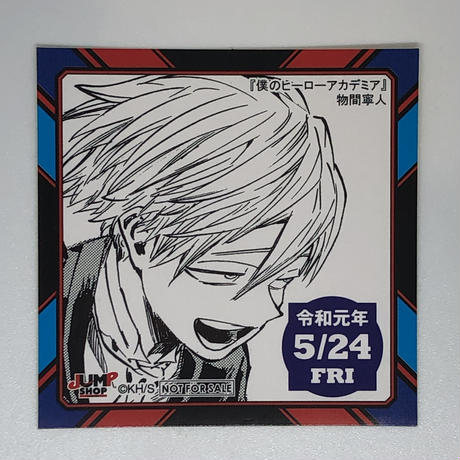 『僕のヒーローアカデミア』
物間寧人
令和元年
5/24
FRI
JUMP
SHOP
©KH/S NOT FOR SALE